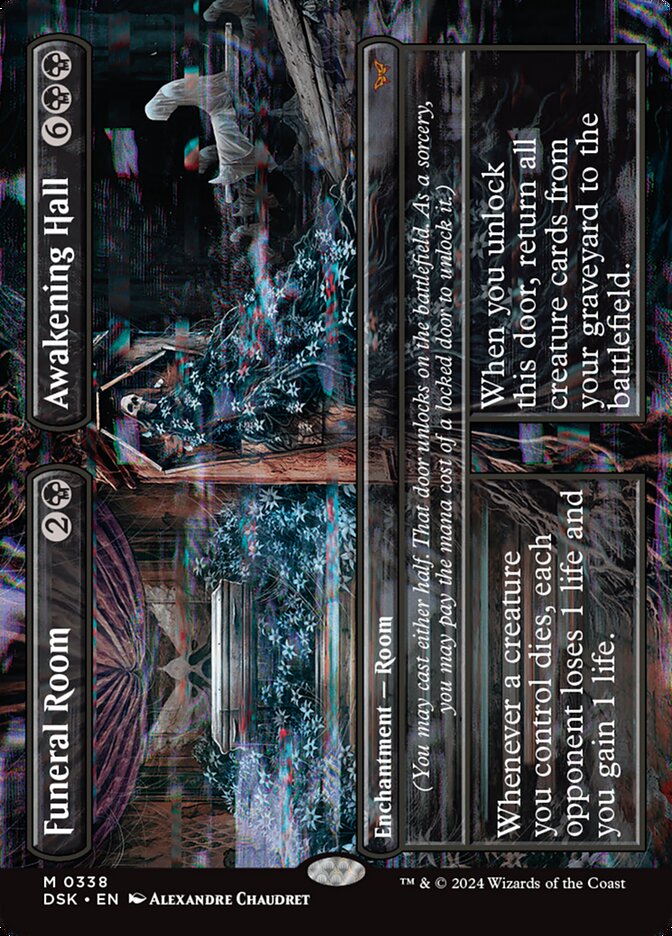 Funeral Room 2
Awakening Hall 6
Enchantment — Room
(You may cast either half. That door unlocks on the battlefield. As a sorcery,
you may pay the mana cost of a locked door to unlock it.)
Whenever a creature
you control dies, each
opponent loses 1 life and
you gain 1 life.
When you unlock
this door, return all
creature cards from
your graveyard to the
battlefield.
M 0338
DSK • EN ALEXANDRE CHAUDRET
™ & © 2024 Wizards of the Coast